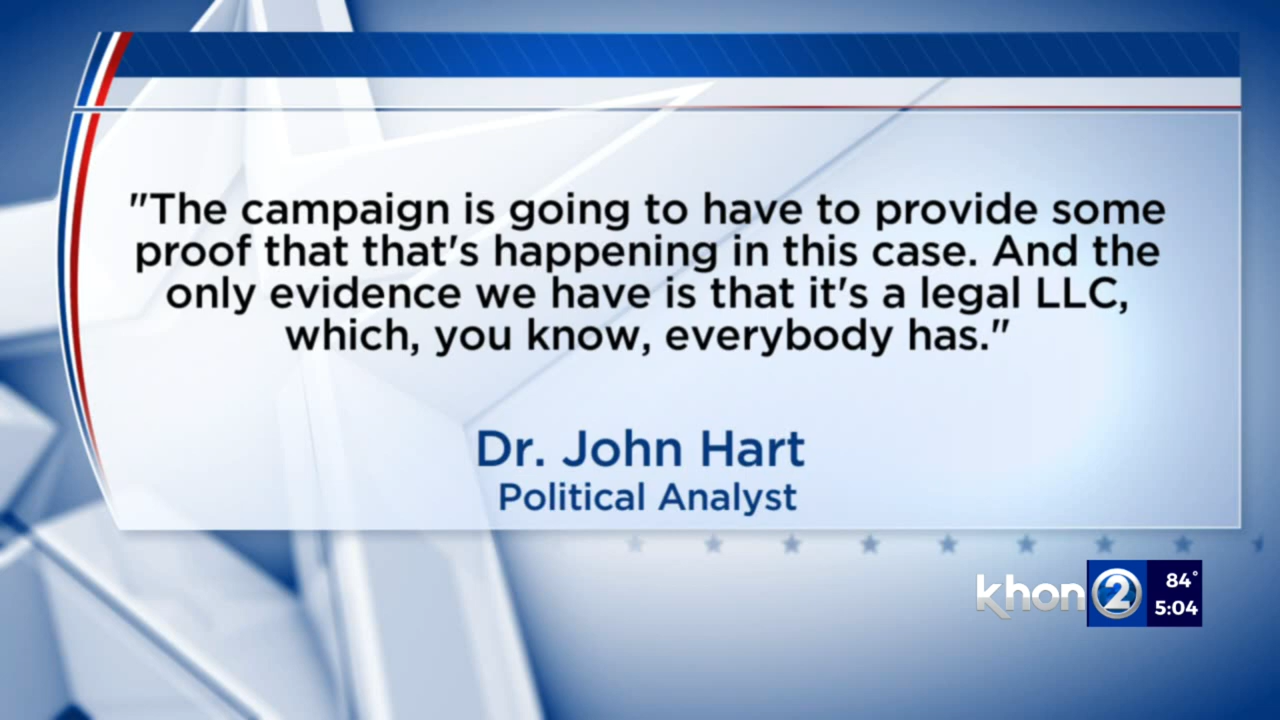 "The campaign is going to have to provide some
proof that that's happening in this case. And the
only evidence we have is that it's a legal LLC,
which, you know, everybody has."
Dr. John Hart
Political Analyst
khon 2
84°
5:04